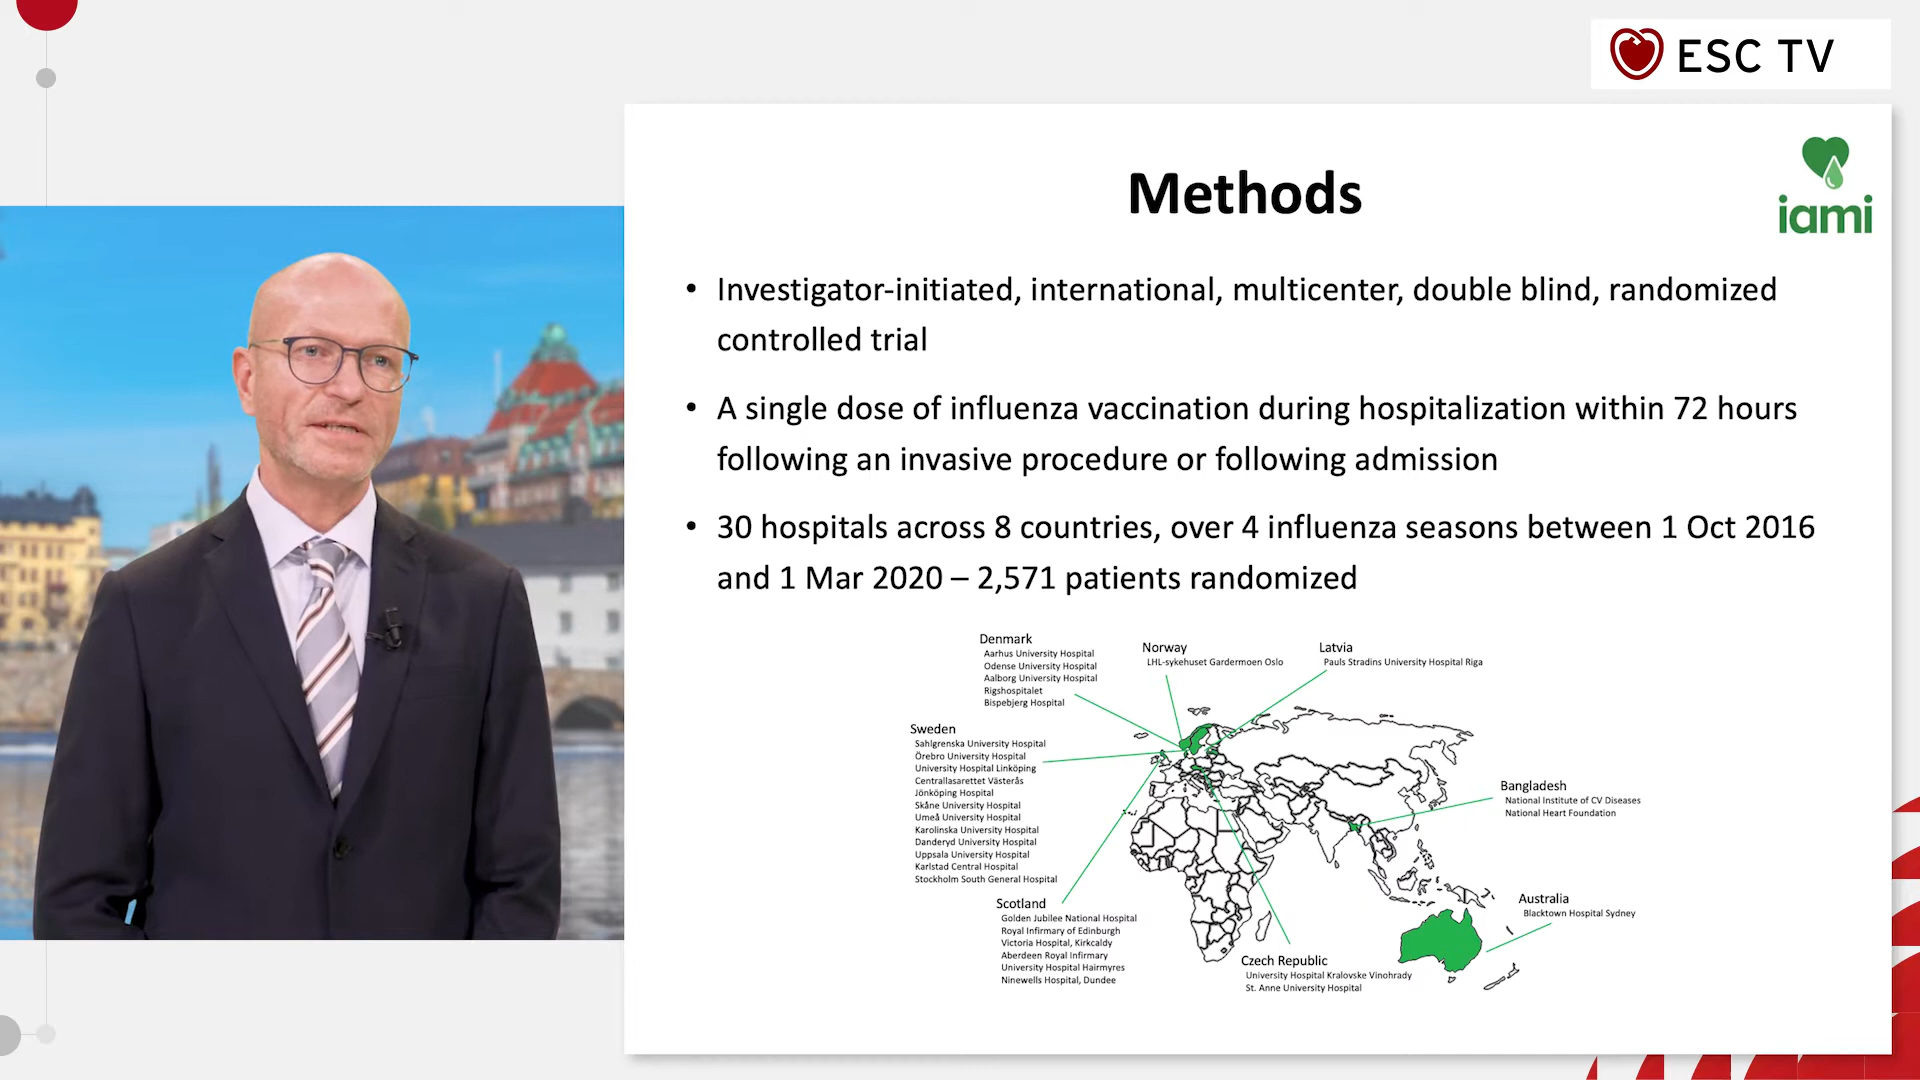 ESC TV
iami
Methods
• Investigator-initiated, international, multicenter, double blind, randomized
controlled trial
• A single dose of influenza vaccination during hospitalization within 72 hours
following an invasive procedure or following admission
• 30 hospitals across 8 countries, over 4 influenza seasons between 1 Oct 2016
and 1 Mar 2020 – 2,571 patients randomized
Denmark
Aarhus University Hospital
Odense University Hospital
Aalborg University Hospital
Rigshospitalet
Bispebjerg Hospital
Norway
LHL-sykehuset Gardermoen Oslo
Latvia
Pauls Stradins University Hospital Riga
Sweden
Sahlgrenska University Hospital
Örebro University Hospital
University Hospital Linköping
Centrallasarettet Västerås
Jönköping Hospital
Skåne University Hospital
Umeå University Hospital
Karolinska University Hospital
Danderyd University Hospital
Uppsala University Hospital
Karlstad Central Hospital
Stockholm South General Hospital
Bangladesh
National Institute of CV Diseases
National Heart Foundation
Scotland
Golden Jubilee National Hospital
Royal Infirmary of Edinburgh
Victoria Hospital, Kirkcaldy
Aberdeen Royal Infirmary
University Hospital Hairmyres
Ninewells Hospital, Dundee
Australia
Blacktown Hospital Sydney
Czech Republic
University Hospital Kralovske Vinohrady
St. Anne University Hospital